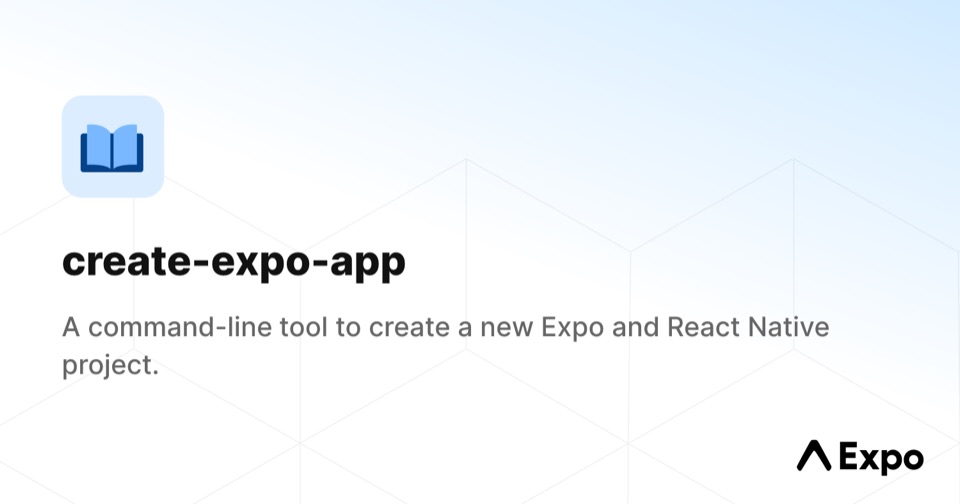 create-expo-app
A command-line tool to create a new Expo and React Native
project.
Expo